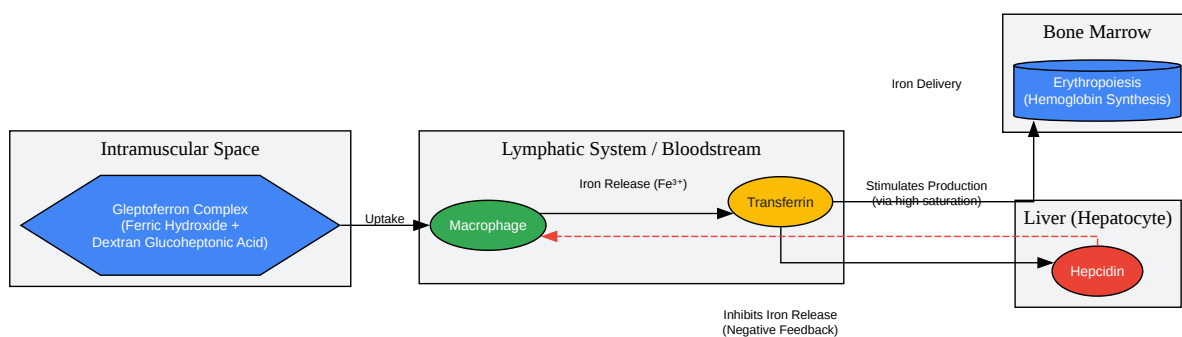 Intramuscular Space
Gleptoferron Complex
(Ferric Hydroxide +
Dextran Glucoheptonic Acid)
Uptake
Lymphatic System / Bloodstream
Macrophage
Iron Release (Fe³⁺)
Transferrin
Iron Delivery
Bone Marrow
Erythropoiesis
(Hemoglobin Synthesis)
Stimulates Production
(via high saturation)
Liver (Hepatocyte)
Hepcidin
Inhibits Iron Release
(Negative Feedback)